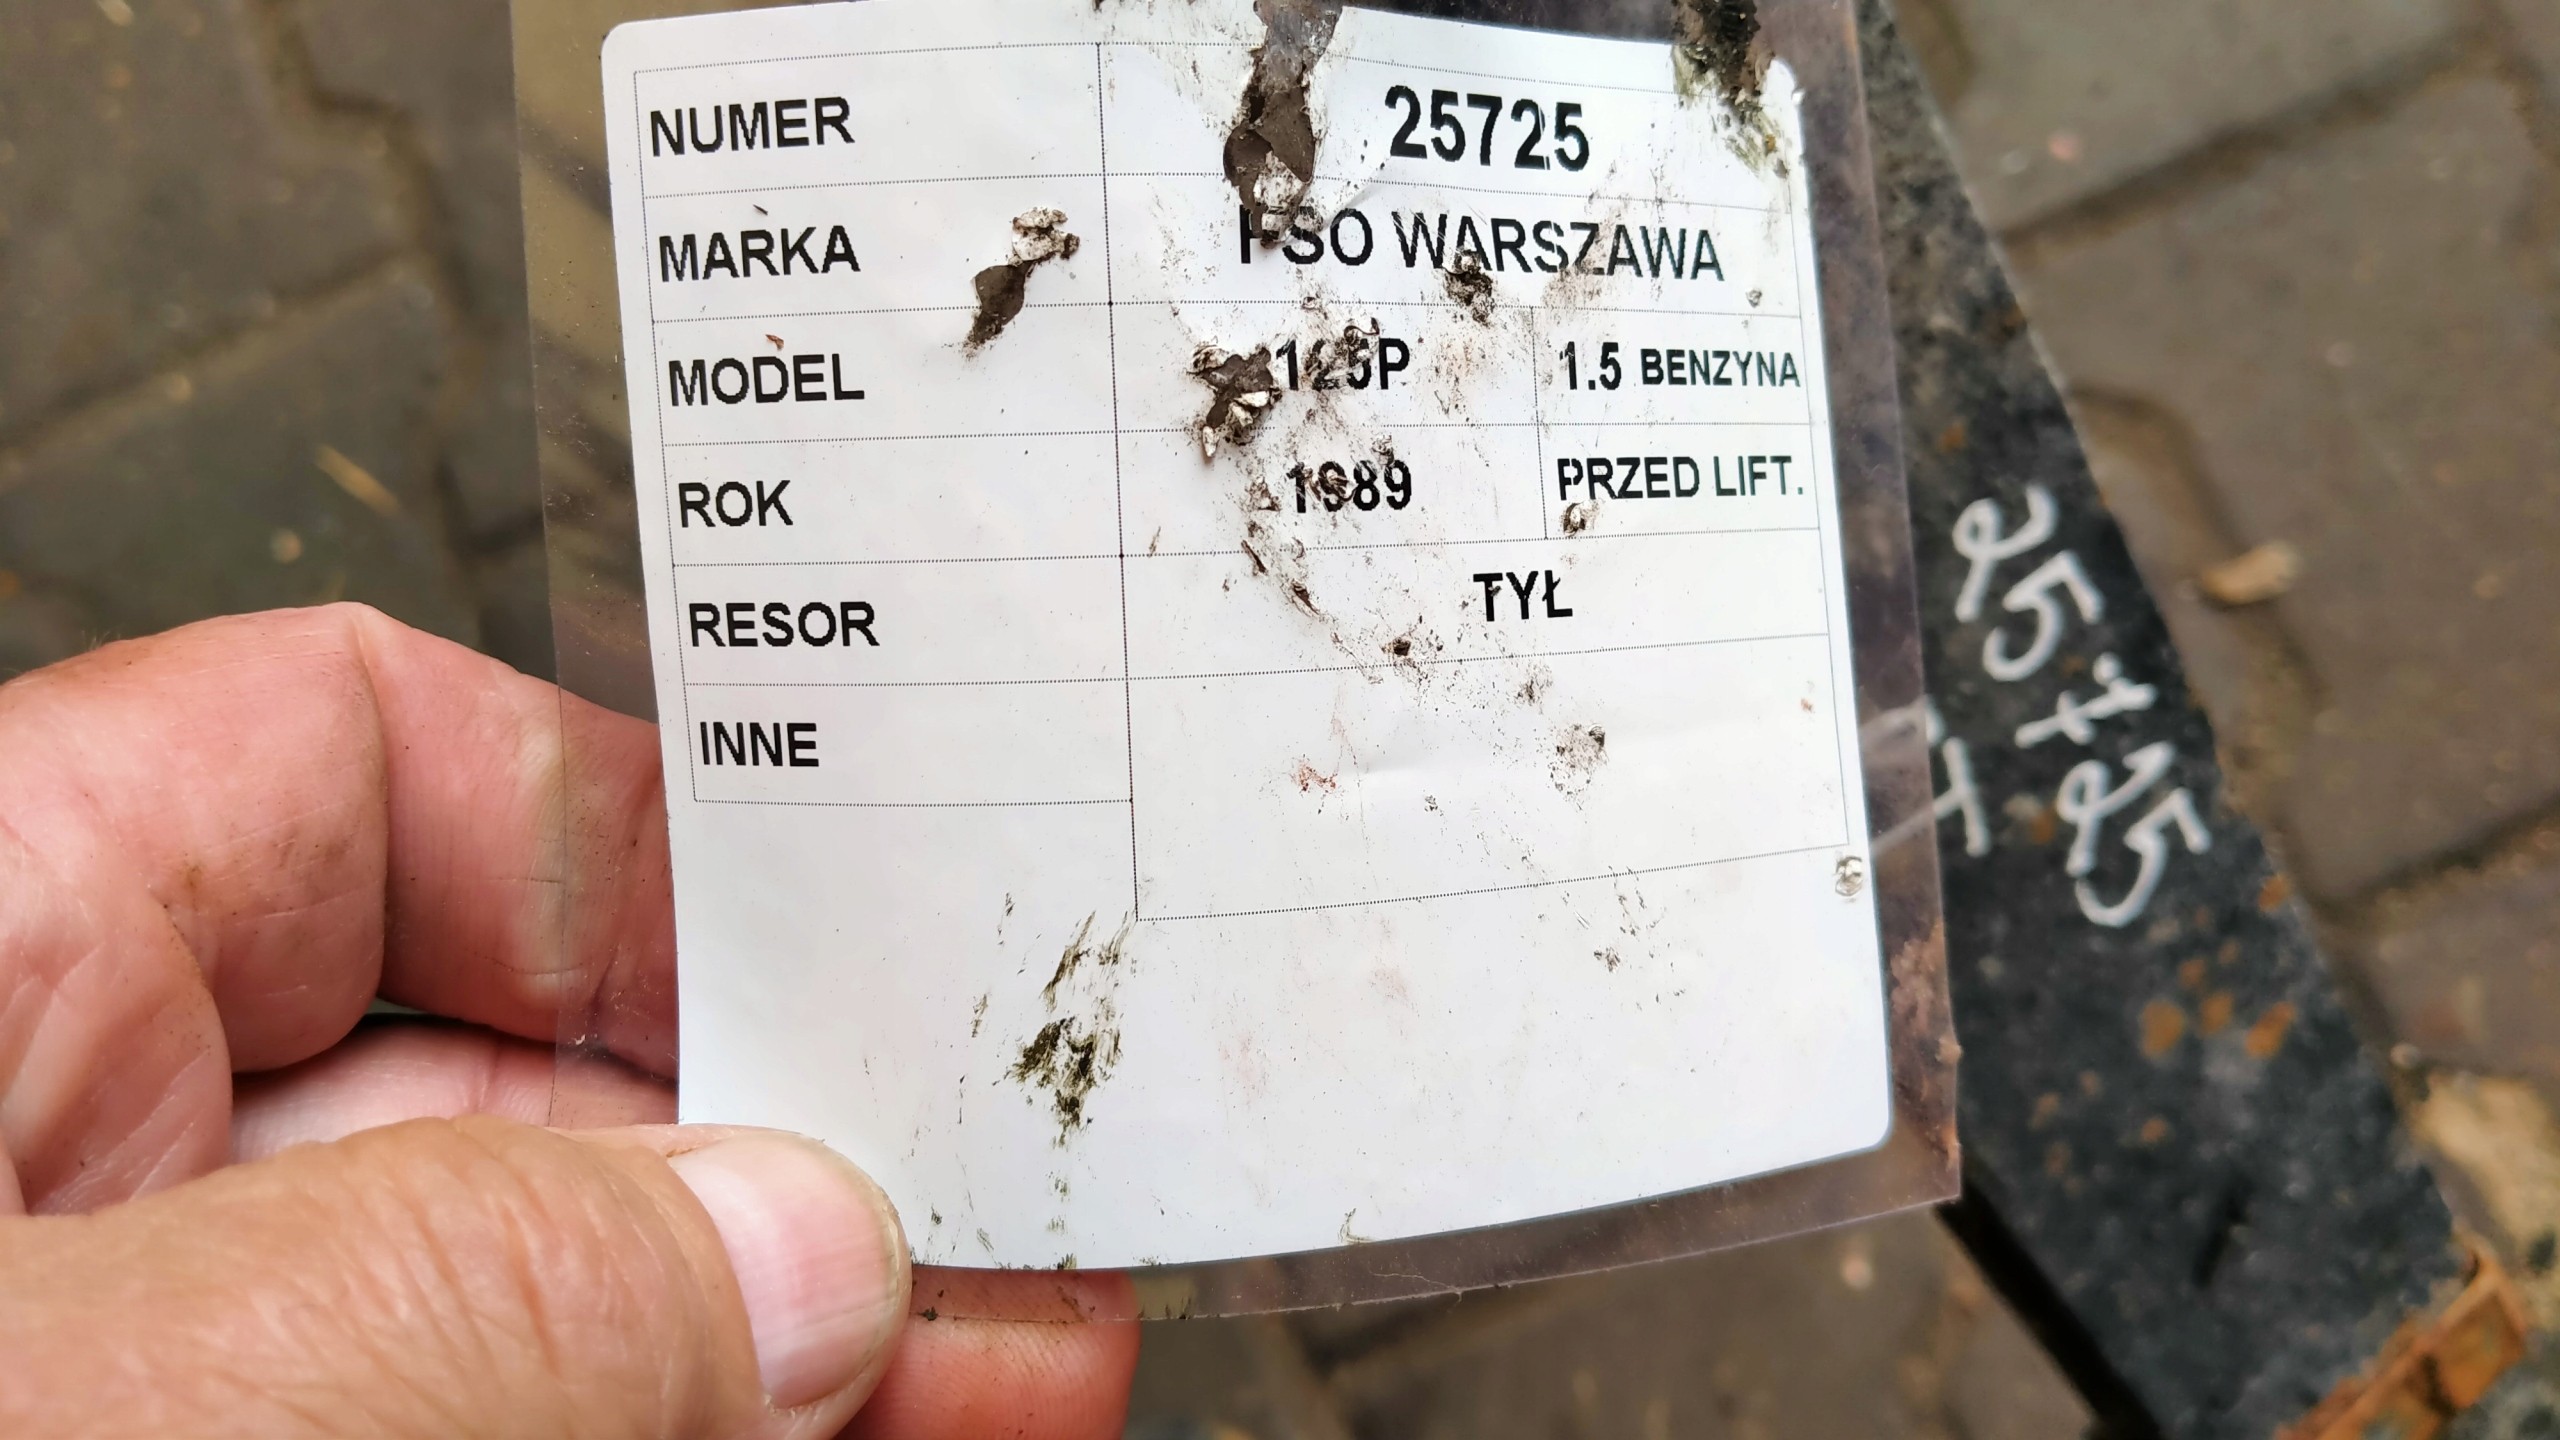 NUMER 25725
MARKA FSO WARSZAWA
MODEL 125P 1.5 BENZYNA
ROK 1989 PRZED LIFT.
RESOR TYŁ
INNE
25725